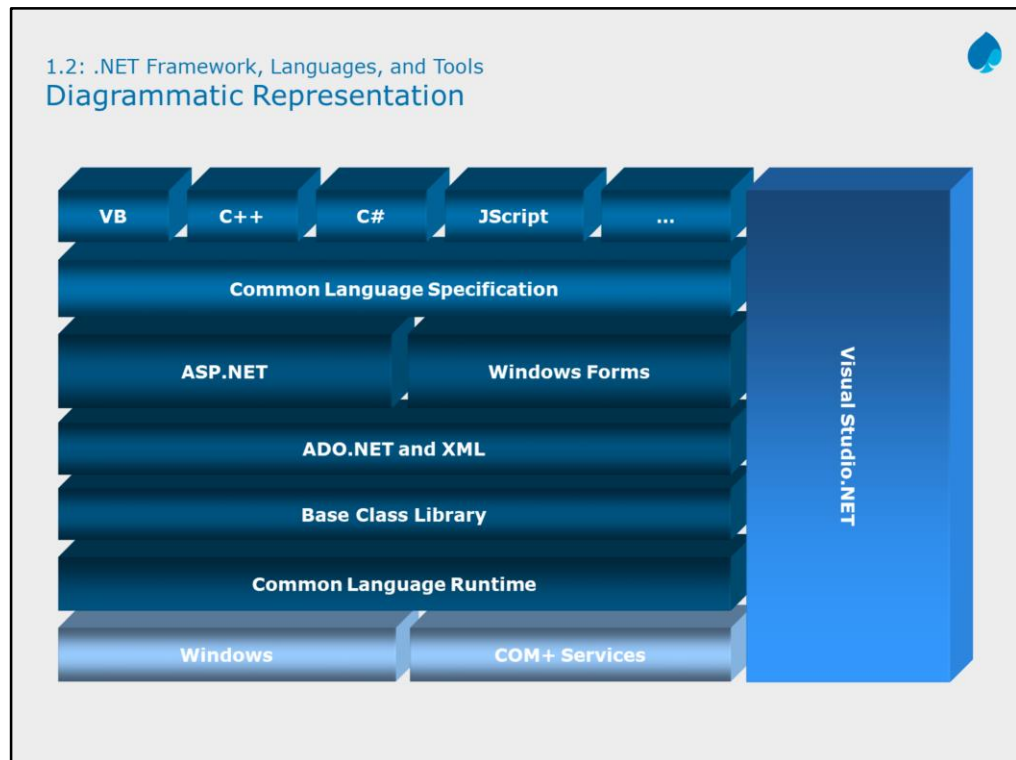 1.2: .NET Framework, Languages, and Tools
Diagrammatic Representation
VB
C++
C#
JScript
...
Common Language Specification
ASP.NET
Windows Forms
ADO.NET and XML
Base Class Library
Common Language Runtime
Windows
COM+ Services
Visual Studio.NET